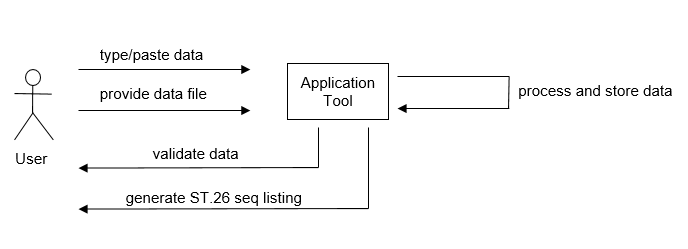 type/paste data
provide data file
User
Application
Tool
process and store data
validate data
generate ST.26 seq listing